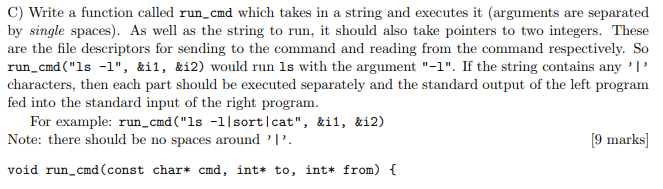 C) Write a function called run_cmd which takes in a string and executes it (arguments are separated
by single spaces). As well as the string to run, it should also take pointers to two integers. These
are the file descriptors for sending to the command and reading from the command respectively. So
run_cmd("ls -l", &i1, &i2) would run ls with the argument "-l". If the string contains any '|'
characters, then each part should be executed separately and the standard output of the left program
fed into the standard input of the right program.
For example: run_cmd("ls -l|sort|cat", &i1, &i2)
Note: there should be no spaces around '|'. [9 marks]
void run_cmd(const char* cmd, int* to, int* from) {